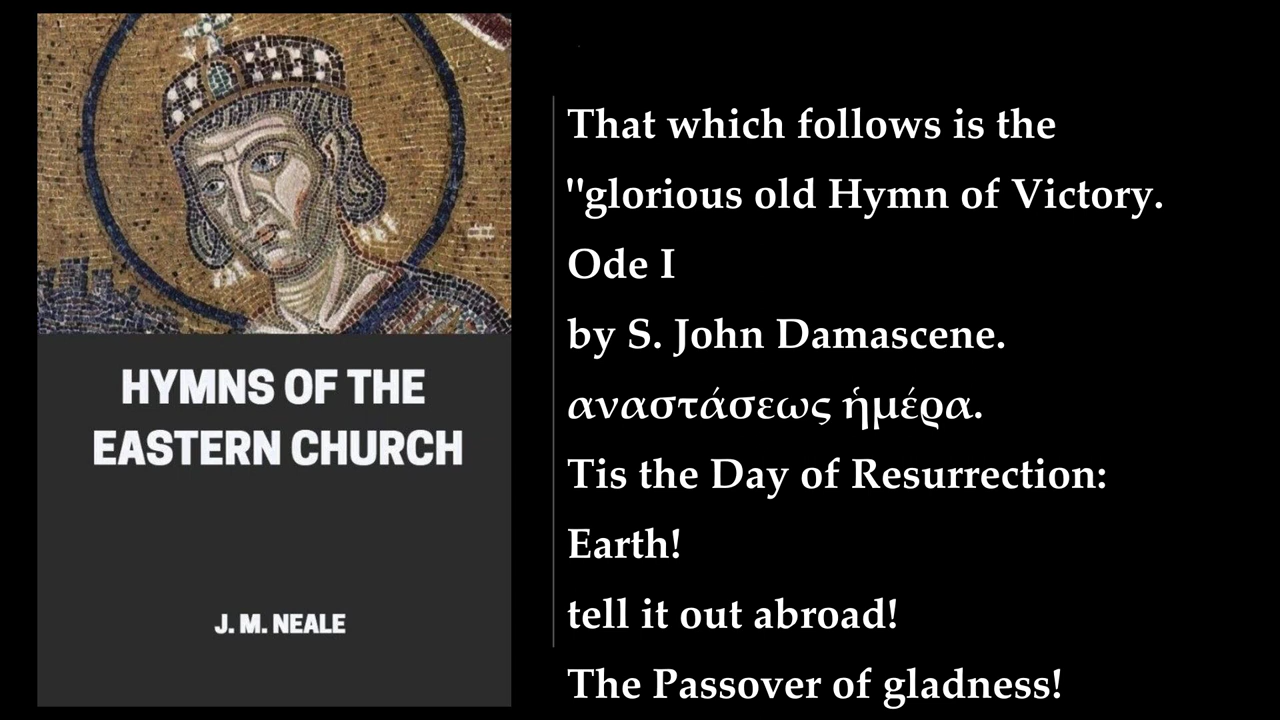 HYMNS OF THE
EASTERN CHURCH
J. M. NEALE
That which follows is the
"glorious old Hymn of Victory.
Ode I
by S. John Damascene.
αναστάσεως ἡμέρα.
Tis the Day of Resurrection:
Earth!
tell it out abroad!
The Passover of gladness!